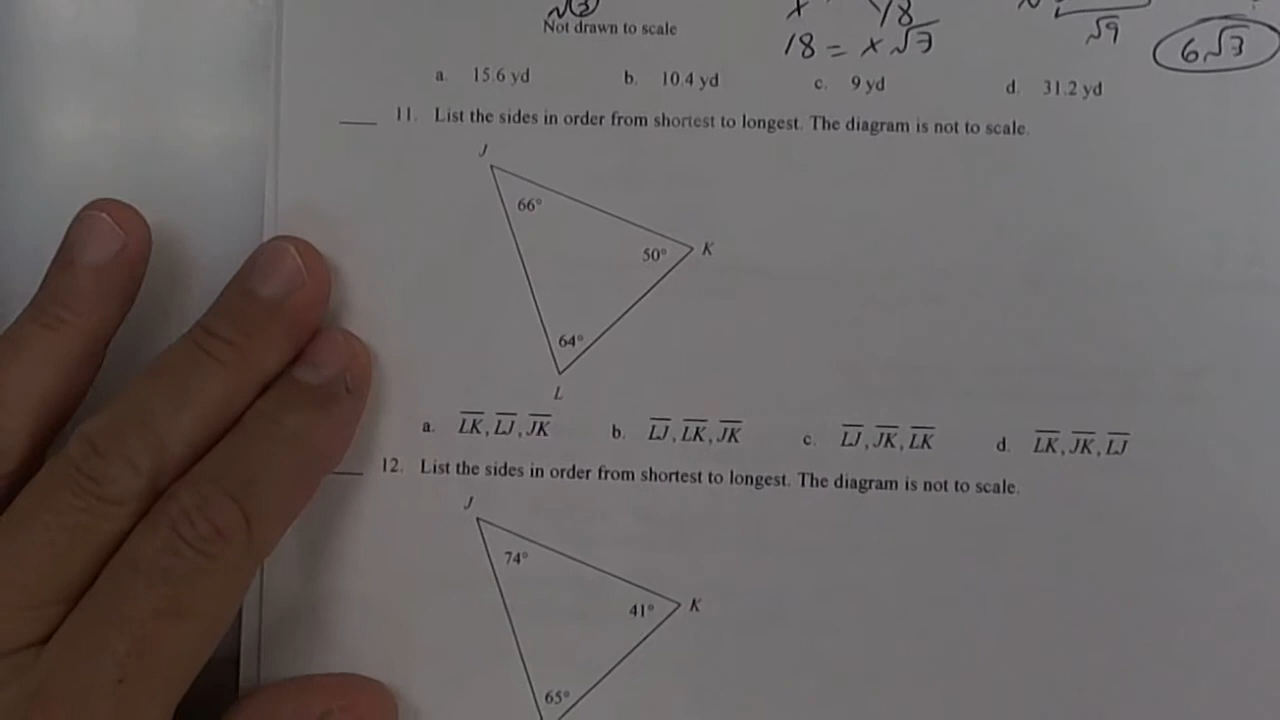 √(3)
Not drawn to scale
x √8
√9
18 = x√3
6√3
a. 15.6 yd b. 10.4 yd c. 9 yd d. 31.2 yd
11. List the sides in order from shortest to longest. The diagram is not to scale.
J
66°
50° K
64°
L
a. LK, LJ, JK b. LJ, LK, JK c. LJ, JK, LK d. LK, JK, LJ
12. List the sides in order from shortest to longest. The diagram is not to scale.
J
74°
41° K
65°